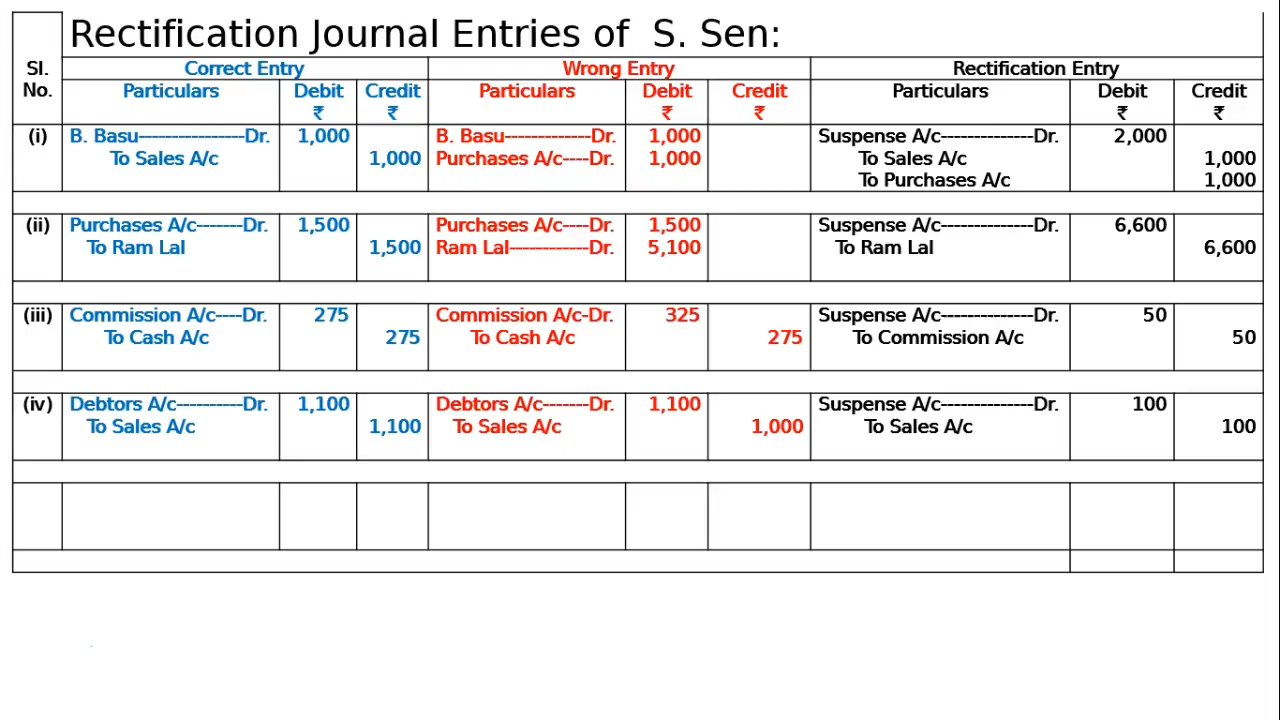 Rectification Journal Entries of S. Sen:
Sl. No. Correct Entry Wrong Entry Rectification Entry
Particulars Debit ₹ Credit ₹ Particulars Debit ₹ Credit ₹ Particulars Debit ₹ Credit ₹
(i) B. Basu----------------Dr. 1,000 B. Basu-------------Dr. 1,000 Suspense A/c--------------Dr. 2,000
To Sales A/c 1,000 Purchases A/c----Dr. 1,000 To Sales A/c 1,000
To Purchases A/c 1,000
(ii) Purchases A/c-------Dr. 1,500 Purchases A/c----Dr. 1,500 Suspense A/c--------------Dr. 6,600
To Ram Lal 1,500 Ram Lal------------Dr. 5,100 To Ram Lal 6,600
(iii) Commission A/c----Dr. 275 Commission A/c-Dr. 325 Suspense A/c--------------Dr. 50
To Cash A/c 275 To Cash A/c 275 To Commission A/c 50
(iv) Debtors A/c----------Dr. 1,100 Debtors A/c-------Dr. 1,100 Suspense A/c--------------Dr. 100
To Sales A/c 1,100 To Sales A/c 1,000 To Sales A/c 100